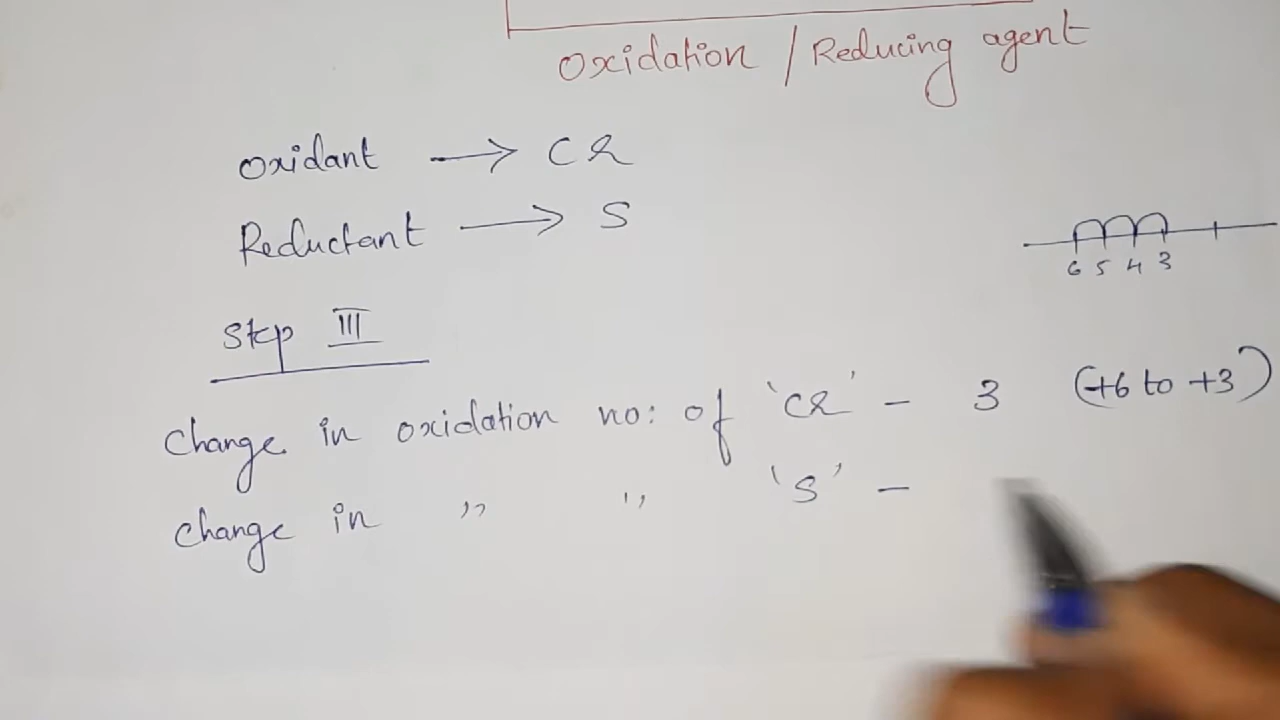 Oxidation / Reducing agent
Oxidant → Cr
Reductant → S
6 5 4 3
Step III
Change in oxidation no: of 'Cr' - 3 (+6 to +3)
Change in " " 'S' -